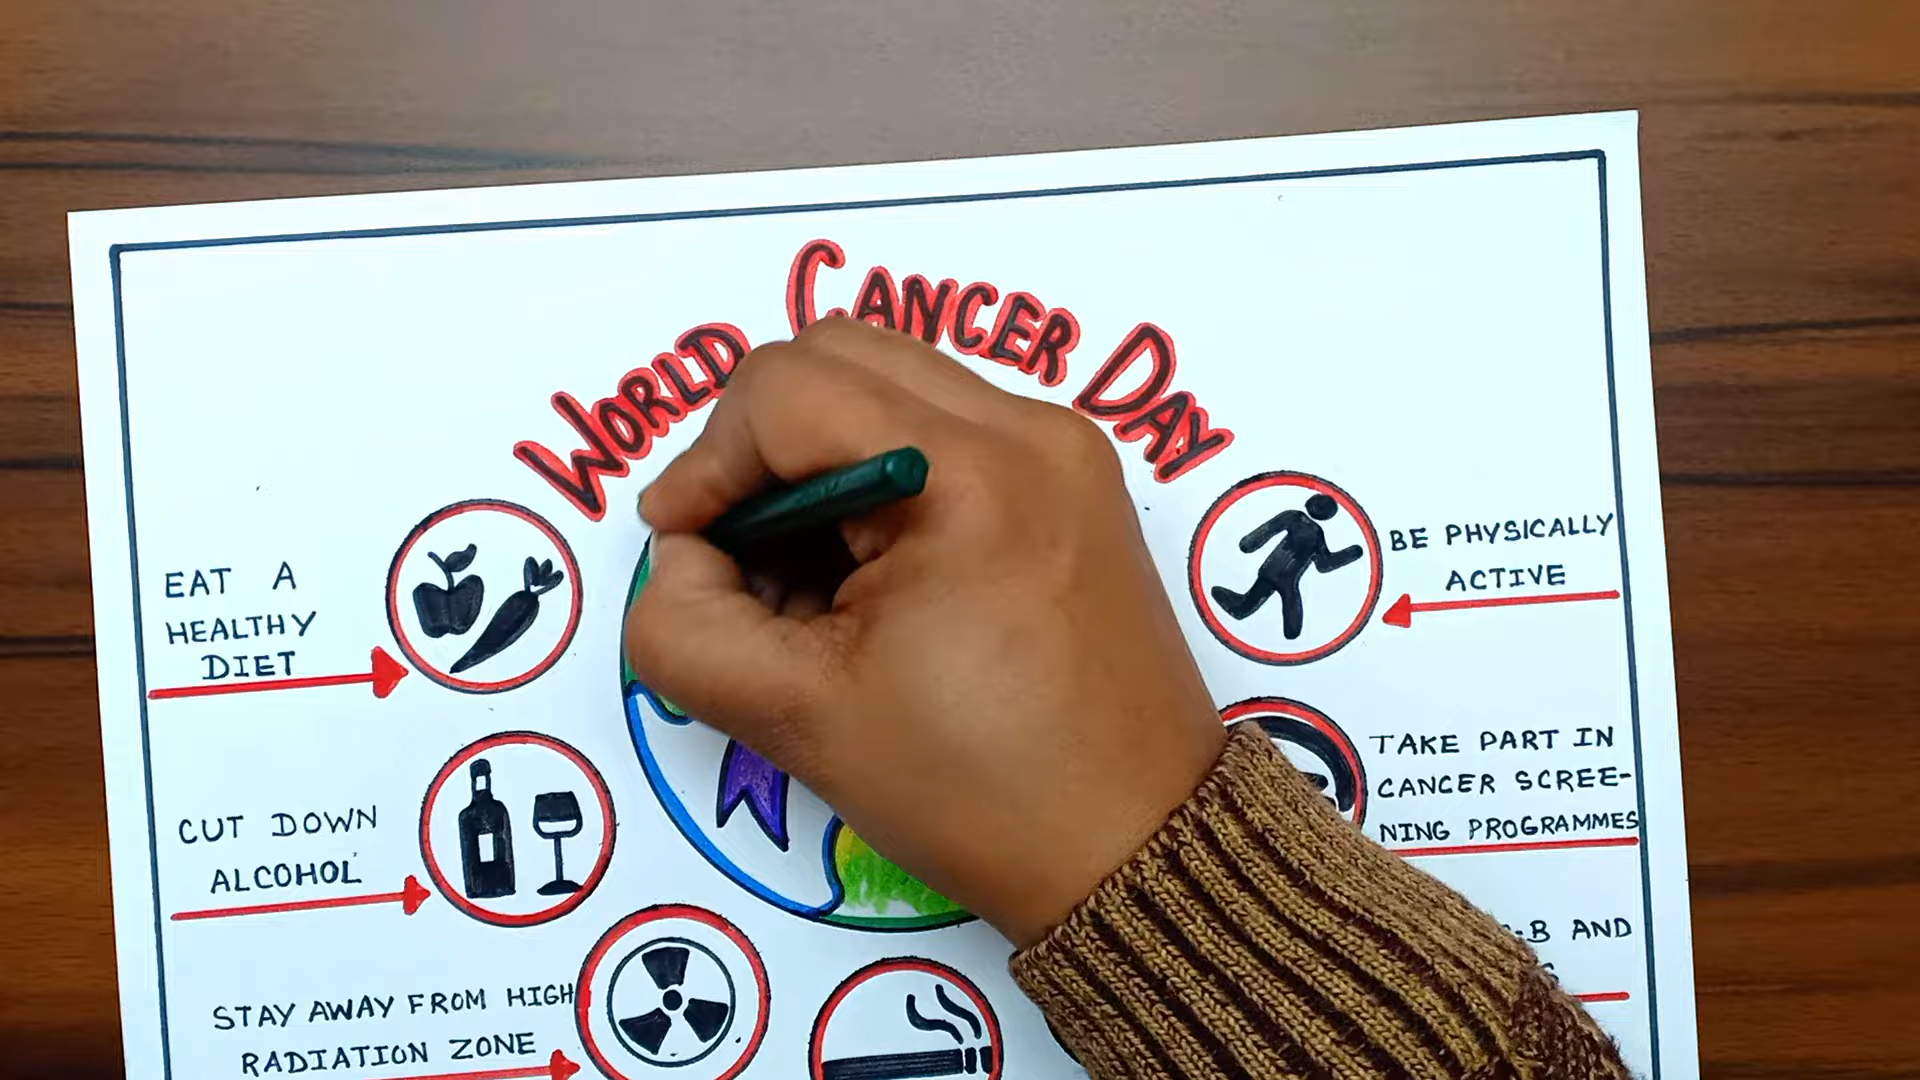 WORLD CANCER DAY
EAT A
HEALTHY
DIET
CUT DOWN
ALCOHOL
STAY AWAY FROM HIGH
RADIATION ZONE
BE PHYSICALLY
ACTIVE
TAKE PART IN
CANCER SCREE-
NING PROGRAMMES
-B AND